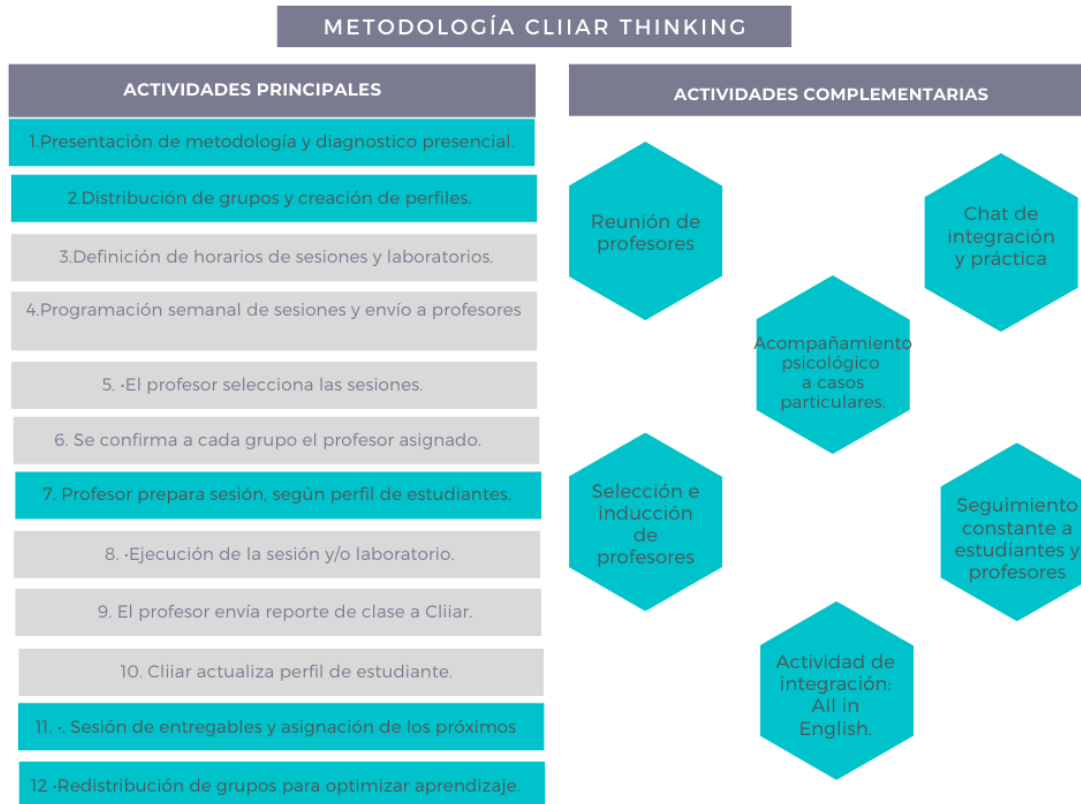 METODOLOGÍA CLIIAR THINKING
ACTIVIDADES PRINCIPALES
1.Presentación de metodología y diagnostico presencial.
2.Distribución de grupos y creación de perfiles.
3.Definición de horarios de sesiones y laboratorios.
4.Programación semanal de sesiones y envío a profesores
5. •El profesor selecciona las sesiones.
6. Se confirma a cada grupo el profesor asignado.
7. Profesor prepara sesión, según perfil de estudiantes.
8. •Ejecución de la sesión y/o laboratorio.
9. El profesor envía reporte de clase a Cliiar.
10. Cliiar actualiza perfil de estudiante.
11. •. Sesión de entregables y asignación de los próximos
12 •Redistribución de grupos para optimizar aprendizaje.
ACTIVIDADES COMPLEMENTARIAS
Reunión de
profesores
Chat de
integración
y práctica
Acompañamiento
psicológico
a casos
particulares.
Selección e
inducción
de
profesores
Seguimiento
constante a
estudiantes y
profesores
Actividad de
integración:
All in
English.